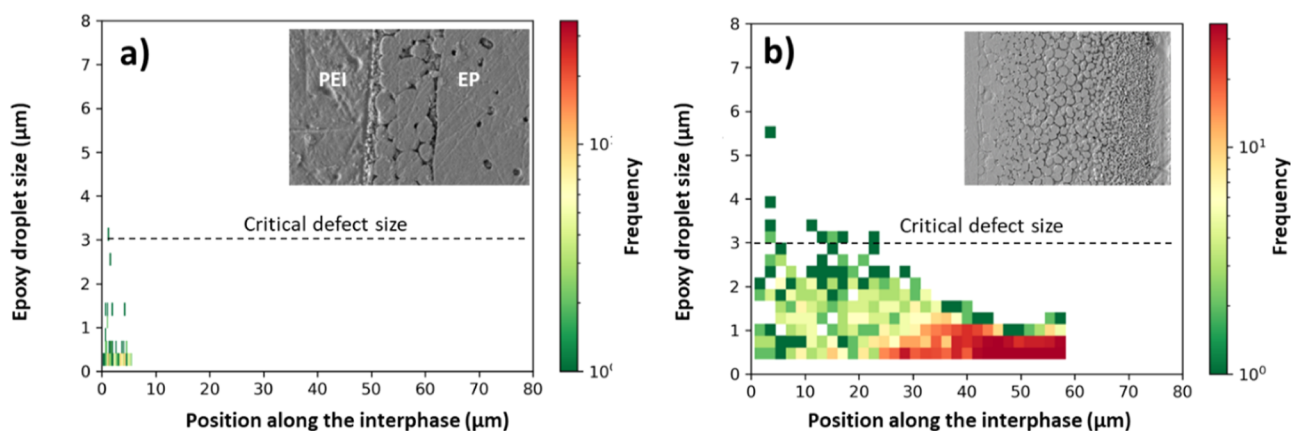 a)
PEI
EP
Critical defect size
Epoxy droplet size (µm)
8
7
6
5
4
3
2
1
0
0 10 20 30 40 50 60 70 80
Position along the interphase (µm)
10⁰
Frequency
b)
Critical defect size
Epoxy droplet size (µm)
8
7
6
5
4
3
2
1
0
0 10 20 30 40 50 60 70 80
Position along the interphase (µm)
10¹
10⁰
Frequency